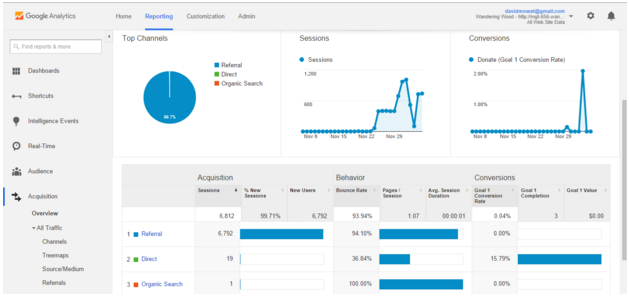 Google Analytics
Home Reporting Customization Admin
davidmowat@gmail.com
All Web Site Data
Find reports & more
Dashboards
Shortcuts
Intelligence Events
Real-Time
Audience
Acquisition
Overview
All Traffic
Channels
Treemaps
Source/Medium
Referrals
Top Channels
Referral
Direct
Organic Search
99.7%
Sessions
Sessions
1,200
600
Nov 8 Nov 15 Nov 22 Nov 29
Conversions
Donate (Goal 1 Conversion Rate)
2.00%
1.00%
Nov 8 Nov 15 Nov 22 Nov 29
Acquisition Behavior Conversions
Sessions % New Sessions New Users Bounce Rate Pages / Session Avg. Session Duration Goal 1 Conversion Rate Goal 1 Completion Goal 1 Value
6,812 99.71% 6,792 93.94% 1.07 00:00:01 0.04% 3 $0.00
1 Referral 6,792 94.10% 0.00%
2 Direct 19 36.84% 15.79%
3 Organic Search 1 100.00% 0.00%